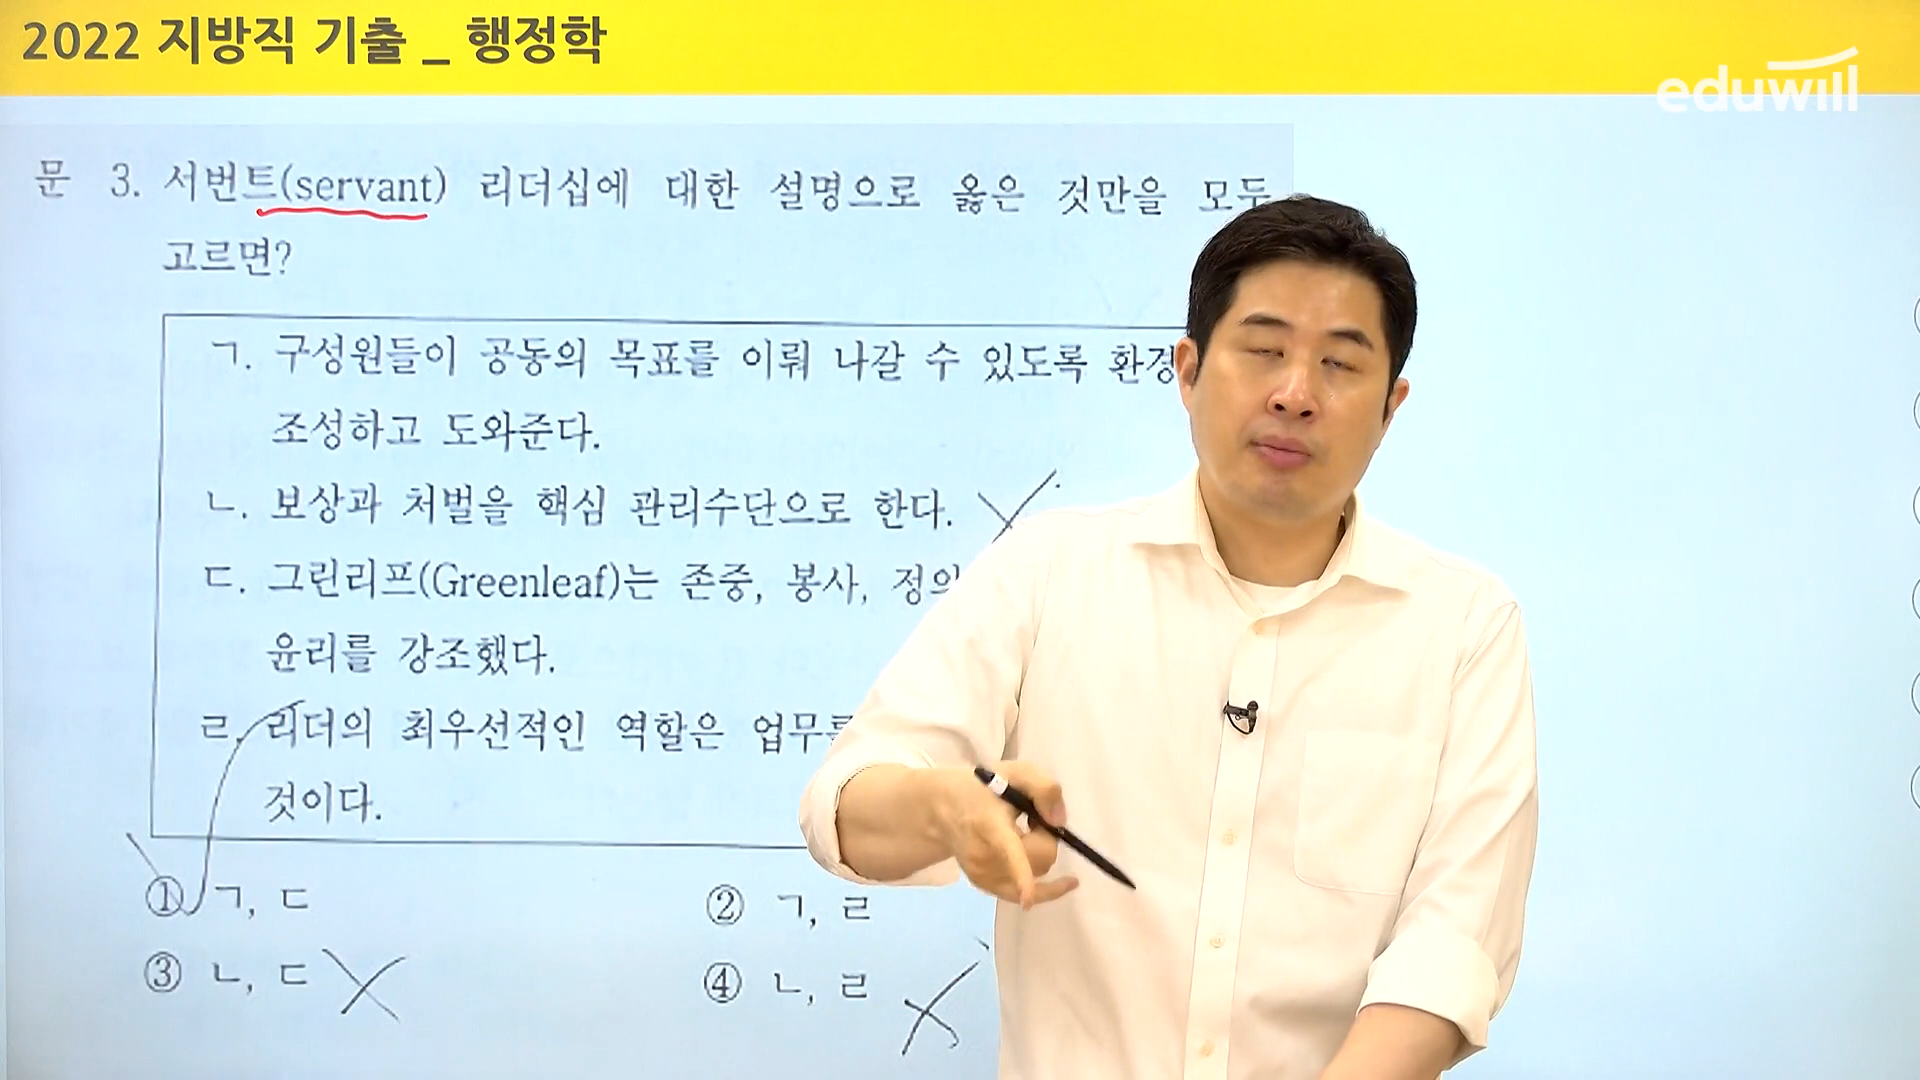 2022 지방직 기출 _ 행정학
eduwill
문 3. 서번트(servant) 리더십에 대한 설명으로 옳은 것만을 모두
고르면?
ㄱ. 구성원들이 공동의 목표를 이뤄 나갈 수 있도록 환경
조성하고 도와준다.
ㄴ. 보상과 처벌을 핵심 관리수단으로 한다.
ㄷ. 그린리프(Greenleaf)는 존중, 봉사, 정의
윤리를 강조했다.
ㄹ. 리더의 최우선적인 역할은 업무를
것이다.
① ㄱ, ㄷ
② ㄱ, ㄹ
③ ㄴ, ㄷ
④ ㄴ, ㄹ